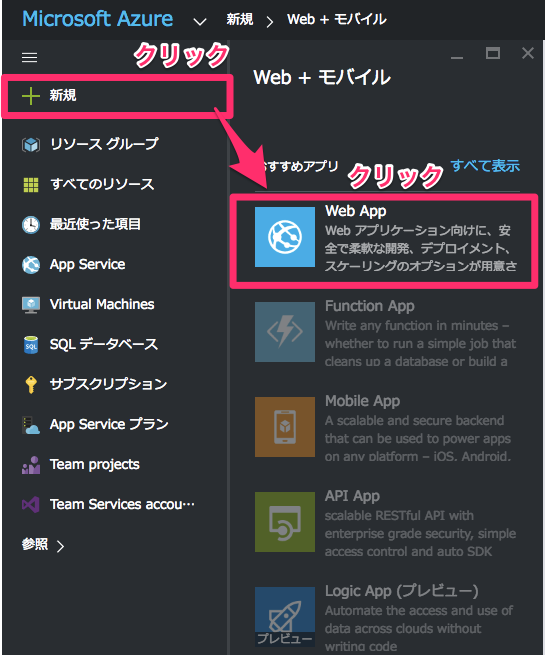 Microsoft Azure 新規 Web + モバイル
クリック
新規
リソース グループ
すべてのリソース
最近使った項目
App Service
Virtual Machines
SQL データベース
サブスクリプション
App Service プラン
Team projects
Team Services accou…
参照
Web + モバイル
おすすめアプリ
クリック
すべて表示
Web App
Web アプリケーション向けに、安
全で柔軟な開発、デプロイメント、
スケーリングのオプションが用意さ
Function App
Write any function in minutes –
whether to run a simple job that
cleans up a database or build a
Mobile App
A scalable and secure backend
that can be used to power apps
on any platform – iOS, Android,
API App
scalable RESTful API with
enterprise grade security, simple
access control and auto SDK
Logic App (プレビュー)
Automate the access and use of
data across clouds without
writing code
プレビュー